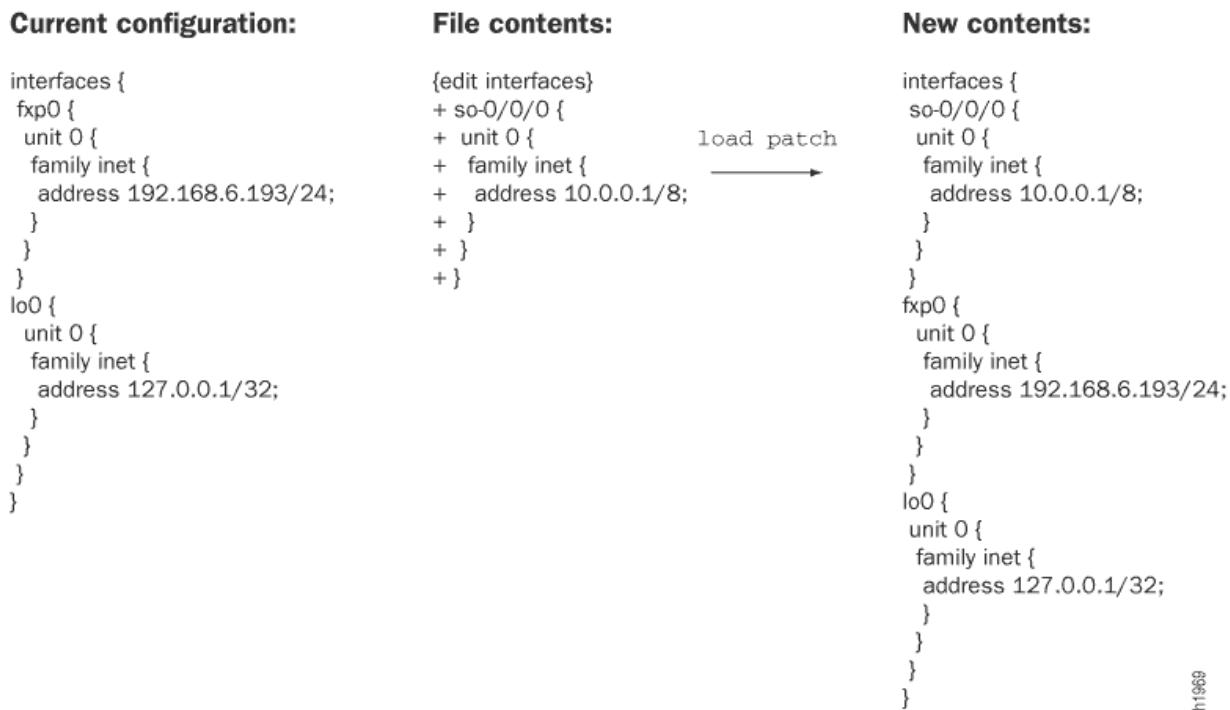 Current configuration:
interfaces {
fxp0 {
unit 0 {
family inet {
address 192.168.6.193/24;
}
}
}
lo0 {
unit 0 {
family inet {
address 127.0.0.1/32;
}
}
}
}
File contents:
{edit interfaces}
+ so-0/0/0 {
+ unit 0 {
+ family inet {
+ address 10.0.0.1/8;
+ }
+ }
+ }
load patch
New contents:
interfaces {
so-0/0/0 {
unit 0 {
family inet {
address 10.0.0.1/8;
}
}
}
fxp0 {
unit 0 {
family inet {
address 192.168.6.193/24;
}
}
}
lo0 {
unit 0 {
family inet {
address 127.0.0.1/32;
}
}
}
}
h1969